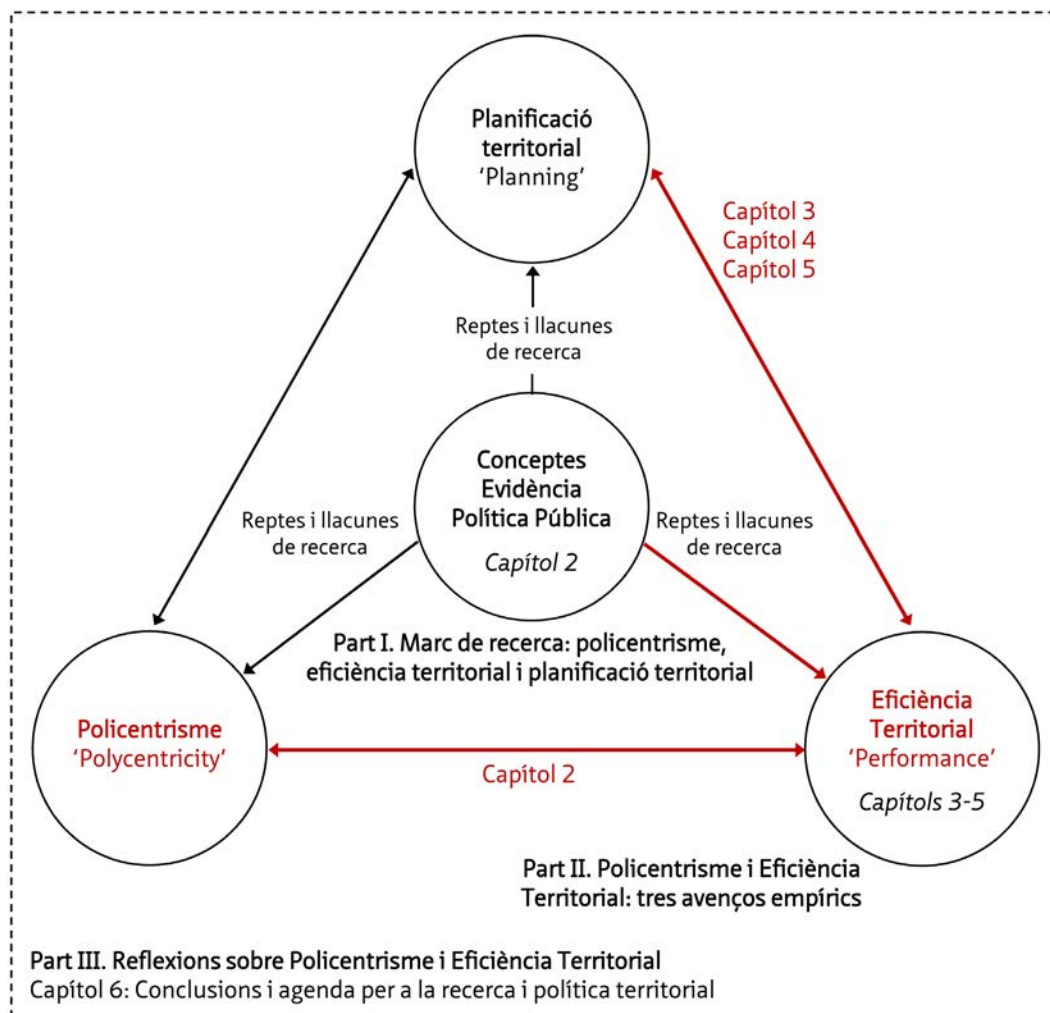 Planificació
territorial
‘Planning’
Capítol 3
Capítol 4
Capítol 5
Reptes i llacunes
de recerca
Conceptes
Evidència
Política Pública
Capítol 2
Reptes i llacunes
de recerca
Reptes i llacunes
de recerca
Part I. Marc de recerca: policentrisme,
eficiència territorial i planificació territorial
Policentrisme
‘Polycentricity’
Capítol 2
Eficiència
Territorial
‘Performance’
Capítols 3-5
Part II. Policentrisme i Eficiència
Territorial: tres avenços empírics
Part III. Reflexions sobre Policentrisme i Eficiència Territorial
Capítol 6: Conclusions i agenda per a la recerca i política territorial